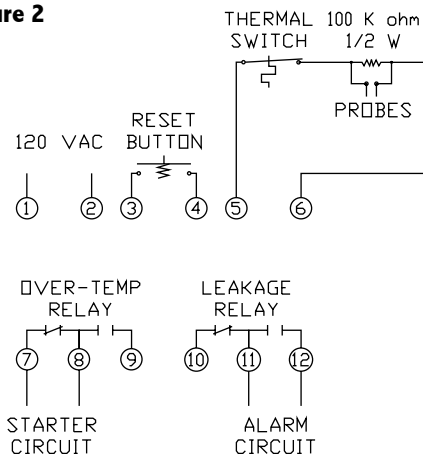 ure 2
THERMAL 100 K ohm
SWITCH 1/2 W
PROBES
RESET
120 VAC BUTTON
1 2 3 4 5 6
OVER-TEMP LEAKAGE
RELAY RELAY
7 8 9 10 11 12
STARTER ALARM
CIRCUIT CIRCUIT